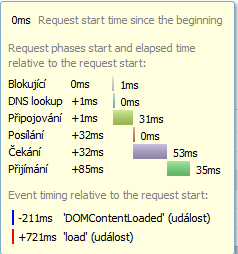 0ms Request start time since the beginning
Request phases start and elapsed time
relative to the request start:
Blokující 0ms 1ms
DNS lookup +1ms 0ms
Připojování +1ms 31ms
Posílání +32ms 0ms
Čekání +32ms 53ms
Přijímání +85ms 35ms
Event timing relative to the request start:
-211ms 'DOMContentLoaded' (událost)
+721ms 'load' (událost)